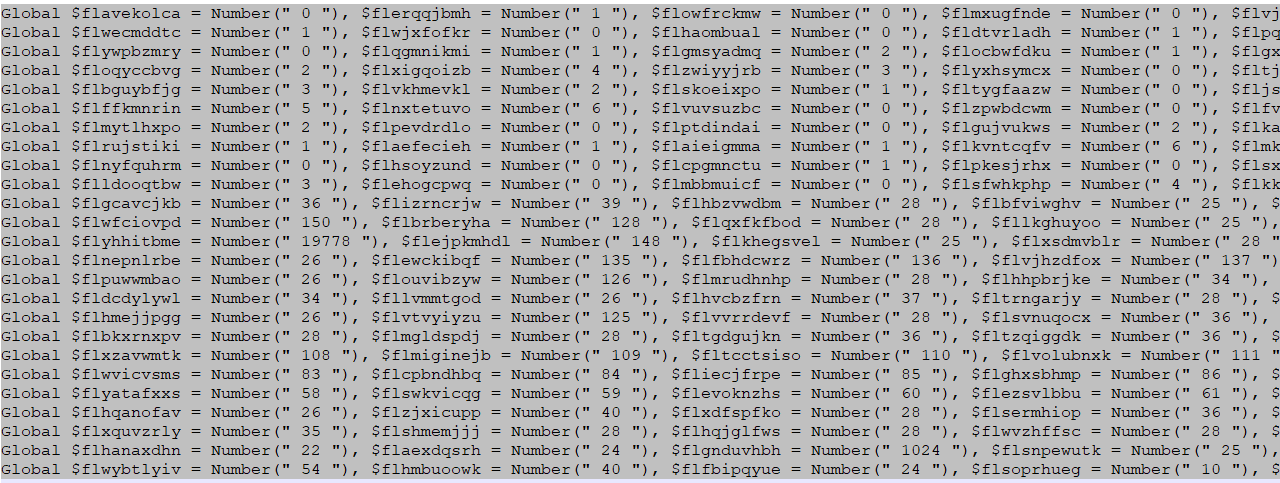 Global $flavekolca = Number(" 0 "), $flerqqjbmh = Number(" 1 "), $flowfrckmw = Number(" 0 "), $flmxugfnde = Number(" 0 "), $flvj
Global $flwecmddtc = Number(" 1 "), $flwjxfofkr = Number(" 0 "), $flhaombual = Number(" 0 "), $fldtvrladh = Number(" 1 "), $flpq
Global $flywpbzmry = Number(" 0 "), $flqgmnikmi = Number(" 1 "), $flgmsyadmq = Number(" 2 "), $flocbwfdku = Number(" 1 "), $flgx
Global $floqyccbvg = Number(" 2 "), $flxigqoizb = Number(" 4 "), $flzwiyyjrb = Number(" 3 "), $flyxhsymcx = Number(" 0 "), $fltj
Global $flbguybfjg = Number(" 3 "), $flvkhmevkl = Number(" 2 "), $flskoeixpo = Number(" 1 "), $fltygfaazw = Number(" 0 "), $fljs
Global $flffkmnrin = Number(" 5 "), $flnxtetuvo = Number(" 6 "), $flvuvsuzbc = Number(" 0 "), $flzpwbdcwm = Number(" 0 "), $flfv
Global $flmytlhxpo = Number(" 2 "), $flpevdrdlo = Number(" 0 "), $flptdindai = Number(" 0 "), $flgujvukws = Number(" 2 "), $flka
Global $flrujstiki = Number(" 1 "), $flaefecieh = Number(" 1 "), $flaieigmma = Number(" 1 "), $flkvntcqfv = Number(" 6 "), $flmk
Global $flnyfquhrm = Number(" 0 "), $flhsoyzund = Number(" 0 "), $flcpgmnctu = Number(" 1 "), $flpkesjrhx = Number(" 0 "), $flsx
Global $flldooqtbw = Number(" 3 "), $flehogcpwq = Number(" 0 "), $flmbbmuicf = Number(" 0 "), $flsfwhkphp = Number(" 4 "), $flkk
Global $flgcavcjkb = Number(" 36 "), $flizrncrjw = Number(" 39 "), $flhbzvwdbm = Number(" 28 "), $flbfviwghv = Number(" 25 "), $
Global $flwfciovpd = Number(" 150 "), $flbrberyha = Number(" 128 "), $flqxfkfbod = Number(" 28 "), $fllkghuyoo = Number(" 25 "),
Global $flyhhitbme = Number(" 19778 "), $flejpkmhdl = Number(" 148 "), $flkhegsvel = Number(" 25 "), $flxsdmvblr = Number(" 28 "
Global $flnepnlrbe = Number(" 26 "), $flewckibqf = Number(" 135 "), $flfbhdcwrz = Number(" 136 "), $flvjhzdfox = Number(" 137 ")
Global $flpuwwmbao = Number(" 26 "), $flouvibzyw = Number(" 126 "), $flmrudhnhp = Number(" 28 "), $flhhpbrjke = Number(" 34 "),
Global $fldcdylywl = Number(" 34 "), $fllvmmtgod = Number(" 26 "), $flhvcbzfrn = Number(" 37 "), $fltrngarjy = Number(" 28 "), $
Global $flhmejjpgg = Number(" 26 "), $flvtvyiyzu = Number(" 125 "), $flvvrrdevf = Number(" 28 "), $flsvnuqocx = Number(" 36 "),
Global $flbkxrnxpv = Number(" 28 "), $flmgldspdj = Number(" 28 "), $fltgdgujkn = Number(" 36 "), $fltzqiggdk = Number(" 36 "), $
Global $flxzavwmtk = Number(" 108 "), $flmiginejb = Number(" 109 "), $fltcctsiso = Number(" 110 "), $flvolubnxk = Number(" 111 "
Global $flwvicvsms = Number(" 83 "), $flcpbndhbq = Number(" 84 "), $fliecjfrpe = Number(" 85 "), $flghxsbhmp = Number(" 86 "), $
Global $flyatafxxs = Number(" 58 "), $flswkvicqg = Number(" 59 "), $flevoknzhs = Number(" 60 "), $flezsvlbbu = Number(" 61 "), $
Global $flhqanofav = Number(" 26 "), $flzjxicupp = Number(" 40 "), $flxdfspfko = Number(" 28 "), $flsermhiop = Number(" 36 "), $
Global $flxquvzrly = Number(" 35 "), $flshmemjjj = Number(" 28 "), $flhqjglfws = Number(" 28 "), $flwvzhffsc = Number(" 28 "), $
Global $flhanaxdhn = Number(" 22 "), $flaexdqsrh = Number(" 24 "), $flgnduvhbh = Number(" 1024 "), $flsnpewutk = Number(" 25 "),
Global $flwybtlyiv = Number(" 54 "), $flhmbuoowk = Number(" 40 "), $flfbipqyue = Number(" 24 "), $flsoprhueg = Number(" 10 "), $